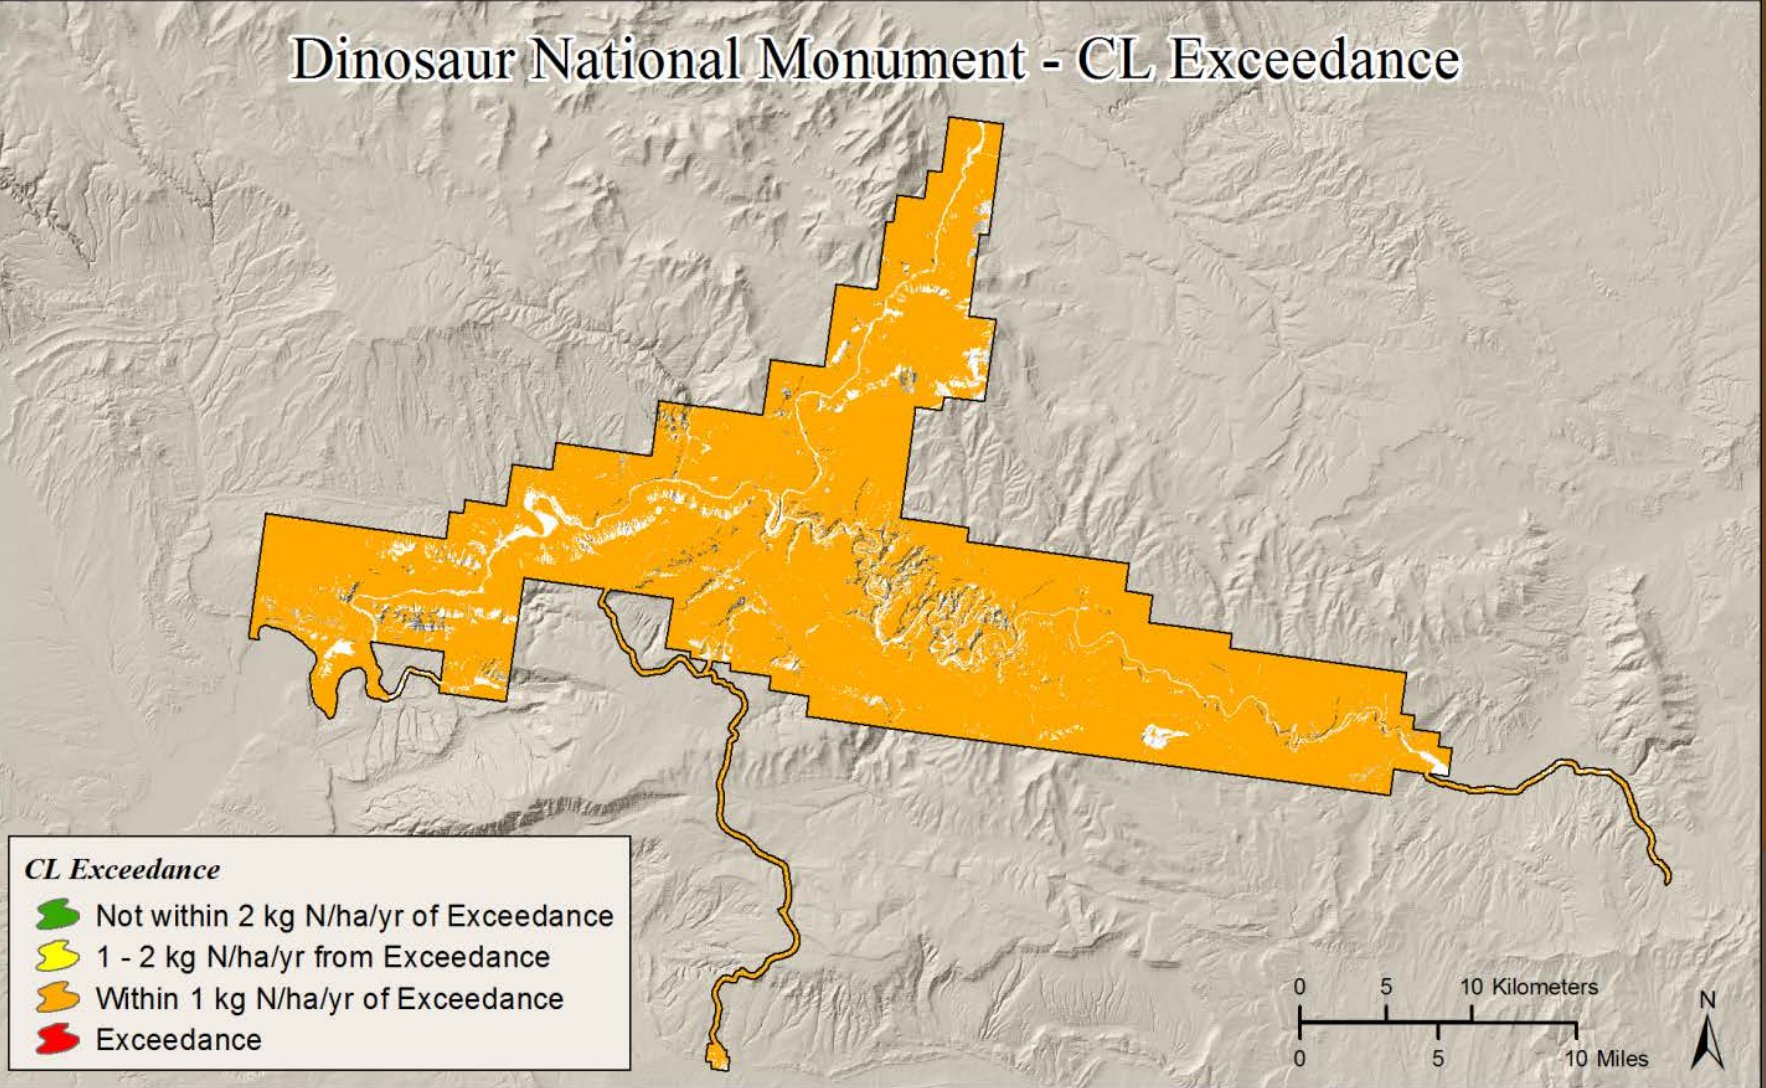 Dinosaur National Monument - CL Exceedance
CL Exceedance
Not within 2 kg N/ha/yr of Exceedance
1 - 2 kg N/ha/yr from Exceedance
Within 1 kg N/ha/yr of Exceedance
Exceedance
0 5 10 Kilometers
0 5 10 Miles
N